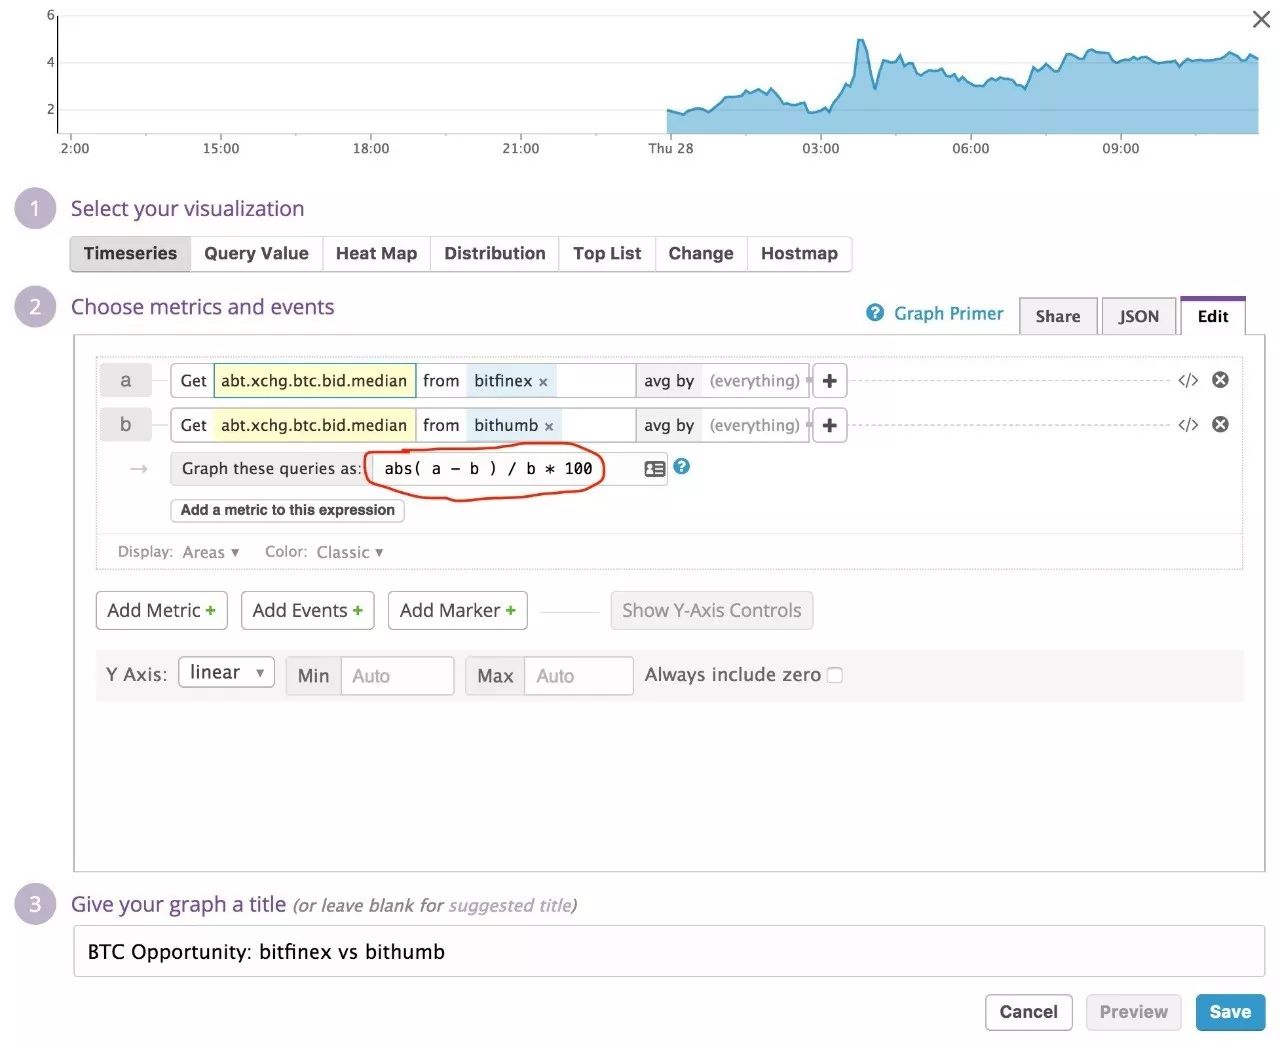 6
4
2
2:00 15:00 18:00 21:00 Thu 28 03:00 06:00 09:00
1 Select your visualization
Timeseries Query Value Heat Map Distribution Top List Change Hostmap
2 Choose metrics and events
? Graph Primer Share JSON Edit
a Get abt.xchg.btc.bid.median from bitfinex × avg by (everything) + </>
b Get abt.xchg.btc.bid.median from bithumb × avg by (everything) + </>
→ Graph these queries as: abs( a - b ) / b * 100 ?
Add a metric to this expression
Display: Areas ▾ Color: Classic ▾
Add Metric + Add Events + Add Marker + Show Y-Axis Controls
Y Axis: linear ▾ Min Auto Max Auto Always include zero
3 Give your graph a title (or leave blank for suggested title)
BTC Opportunity: bitfinex vs bithumb
Cancel Preview Save